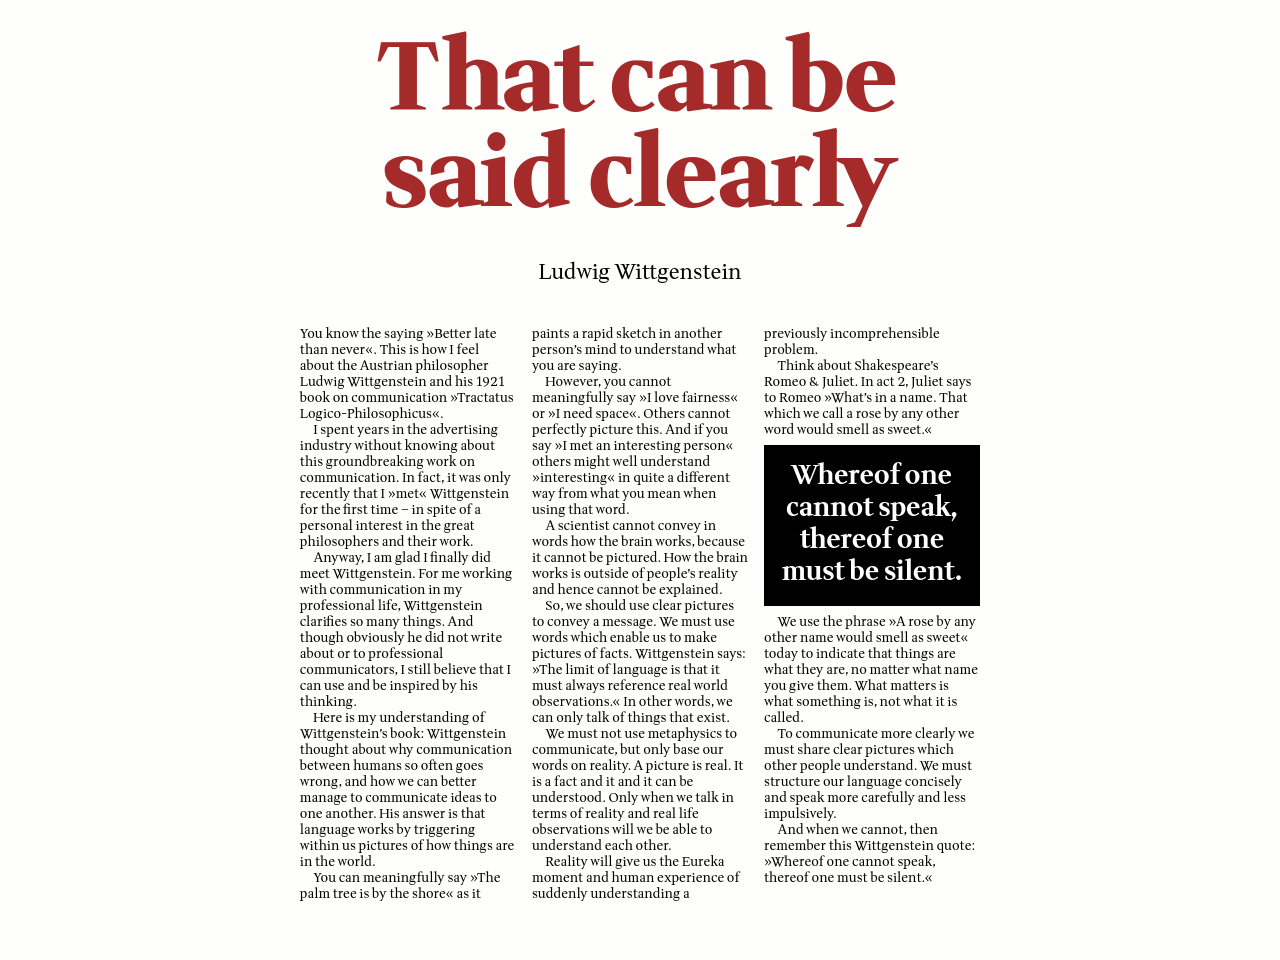 That can be
said clearly
Ludwig Wittgenstein
You know the saying »Better late
than never«. This is how I feel
about the Austrian philosopher
Ludwig Wittgenstein and his 1921
book on communication »Tractatus
Logico-Philosophicus«.
I spent years in the advertising
industry without knowing about
this groundbreaking work on
communication. In fact, it was only
recently that I »met« Wittgenstein
for the first time – in spite of a
personal interest in the great
philosophers and their work.
Anyway, I am glad I finally did
meet Wittgenstein. For me working
with communication in my
professional life, Wittgenstein
clarifies so many things. And
though obviously he did not write
about or to professional
communicators, I still believe that I
can use and be inspired by his
thinking.
Here is my understanding of
Wittgenstein's book: Wittgenstein
thought about why communication
between humans so often goes
wrong, and how we can better
manage to communicate ideas to
one another. His answer is that
language works by triggering
within us pictures of how things are
in the world.
You can meaningfully say »The
palm tree is by the shore« as it
paints a rapid sketch in another
person's mind to understand what
you are saying.
However, you cannot
meaningfully say »I love fairness«
or »I need space«. Others cannot
perfectly picture this. And if you
say »I met an interesting person«
others might well understand
»interesting« in quite a different
way from what you mean when
using that word.
A scientist cannot convey in
words how the brain works, because
it cannot be pictured. How the brain
works is outside of people's reality
and hence cannot be explained.
So, we should use clear pictures
to convey a message. We must use
words which enable us to make
pictures of facts. Wittgenstein says:
»The limit of language is that it
must always reference real world
observations.« In other words, we
can only talk of things that exist.
We must not use metaphysics to
communicate, but only base our
words on reality. A picture is real. It
is a fact and it and it can be
understood. Only when we talk in
terms of reality and real life
observations will we be able to
understand each other.
Reality will give us the Eureka
moment and human experience of
suddenly understanding a
previously incomprehensible
problem.
Think about Shakespeare's
Romeo & Juliet. In act 2, Juliet says
to Romeo »What's in a name. That
which we call a rose by any other
word would smell as sweet.«
Whereof one
cannot speak,
thereof one
must be silent.
We use the phrase »A rose by any
other name would smell as sweet«
today to indicate that things are
what they are, no matter what name
you give them. What matters is
what something is, not what it is
called.
To communicate more clearly we
must share clear pictures which
other people understand. We must
structure our language concisely
and speak more carefully and less
impulsively.
And when we cannot, then
remember this Wittgenstein quote:
»Whereof one cannot speak,
thereof one must be silent.«